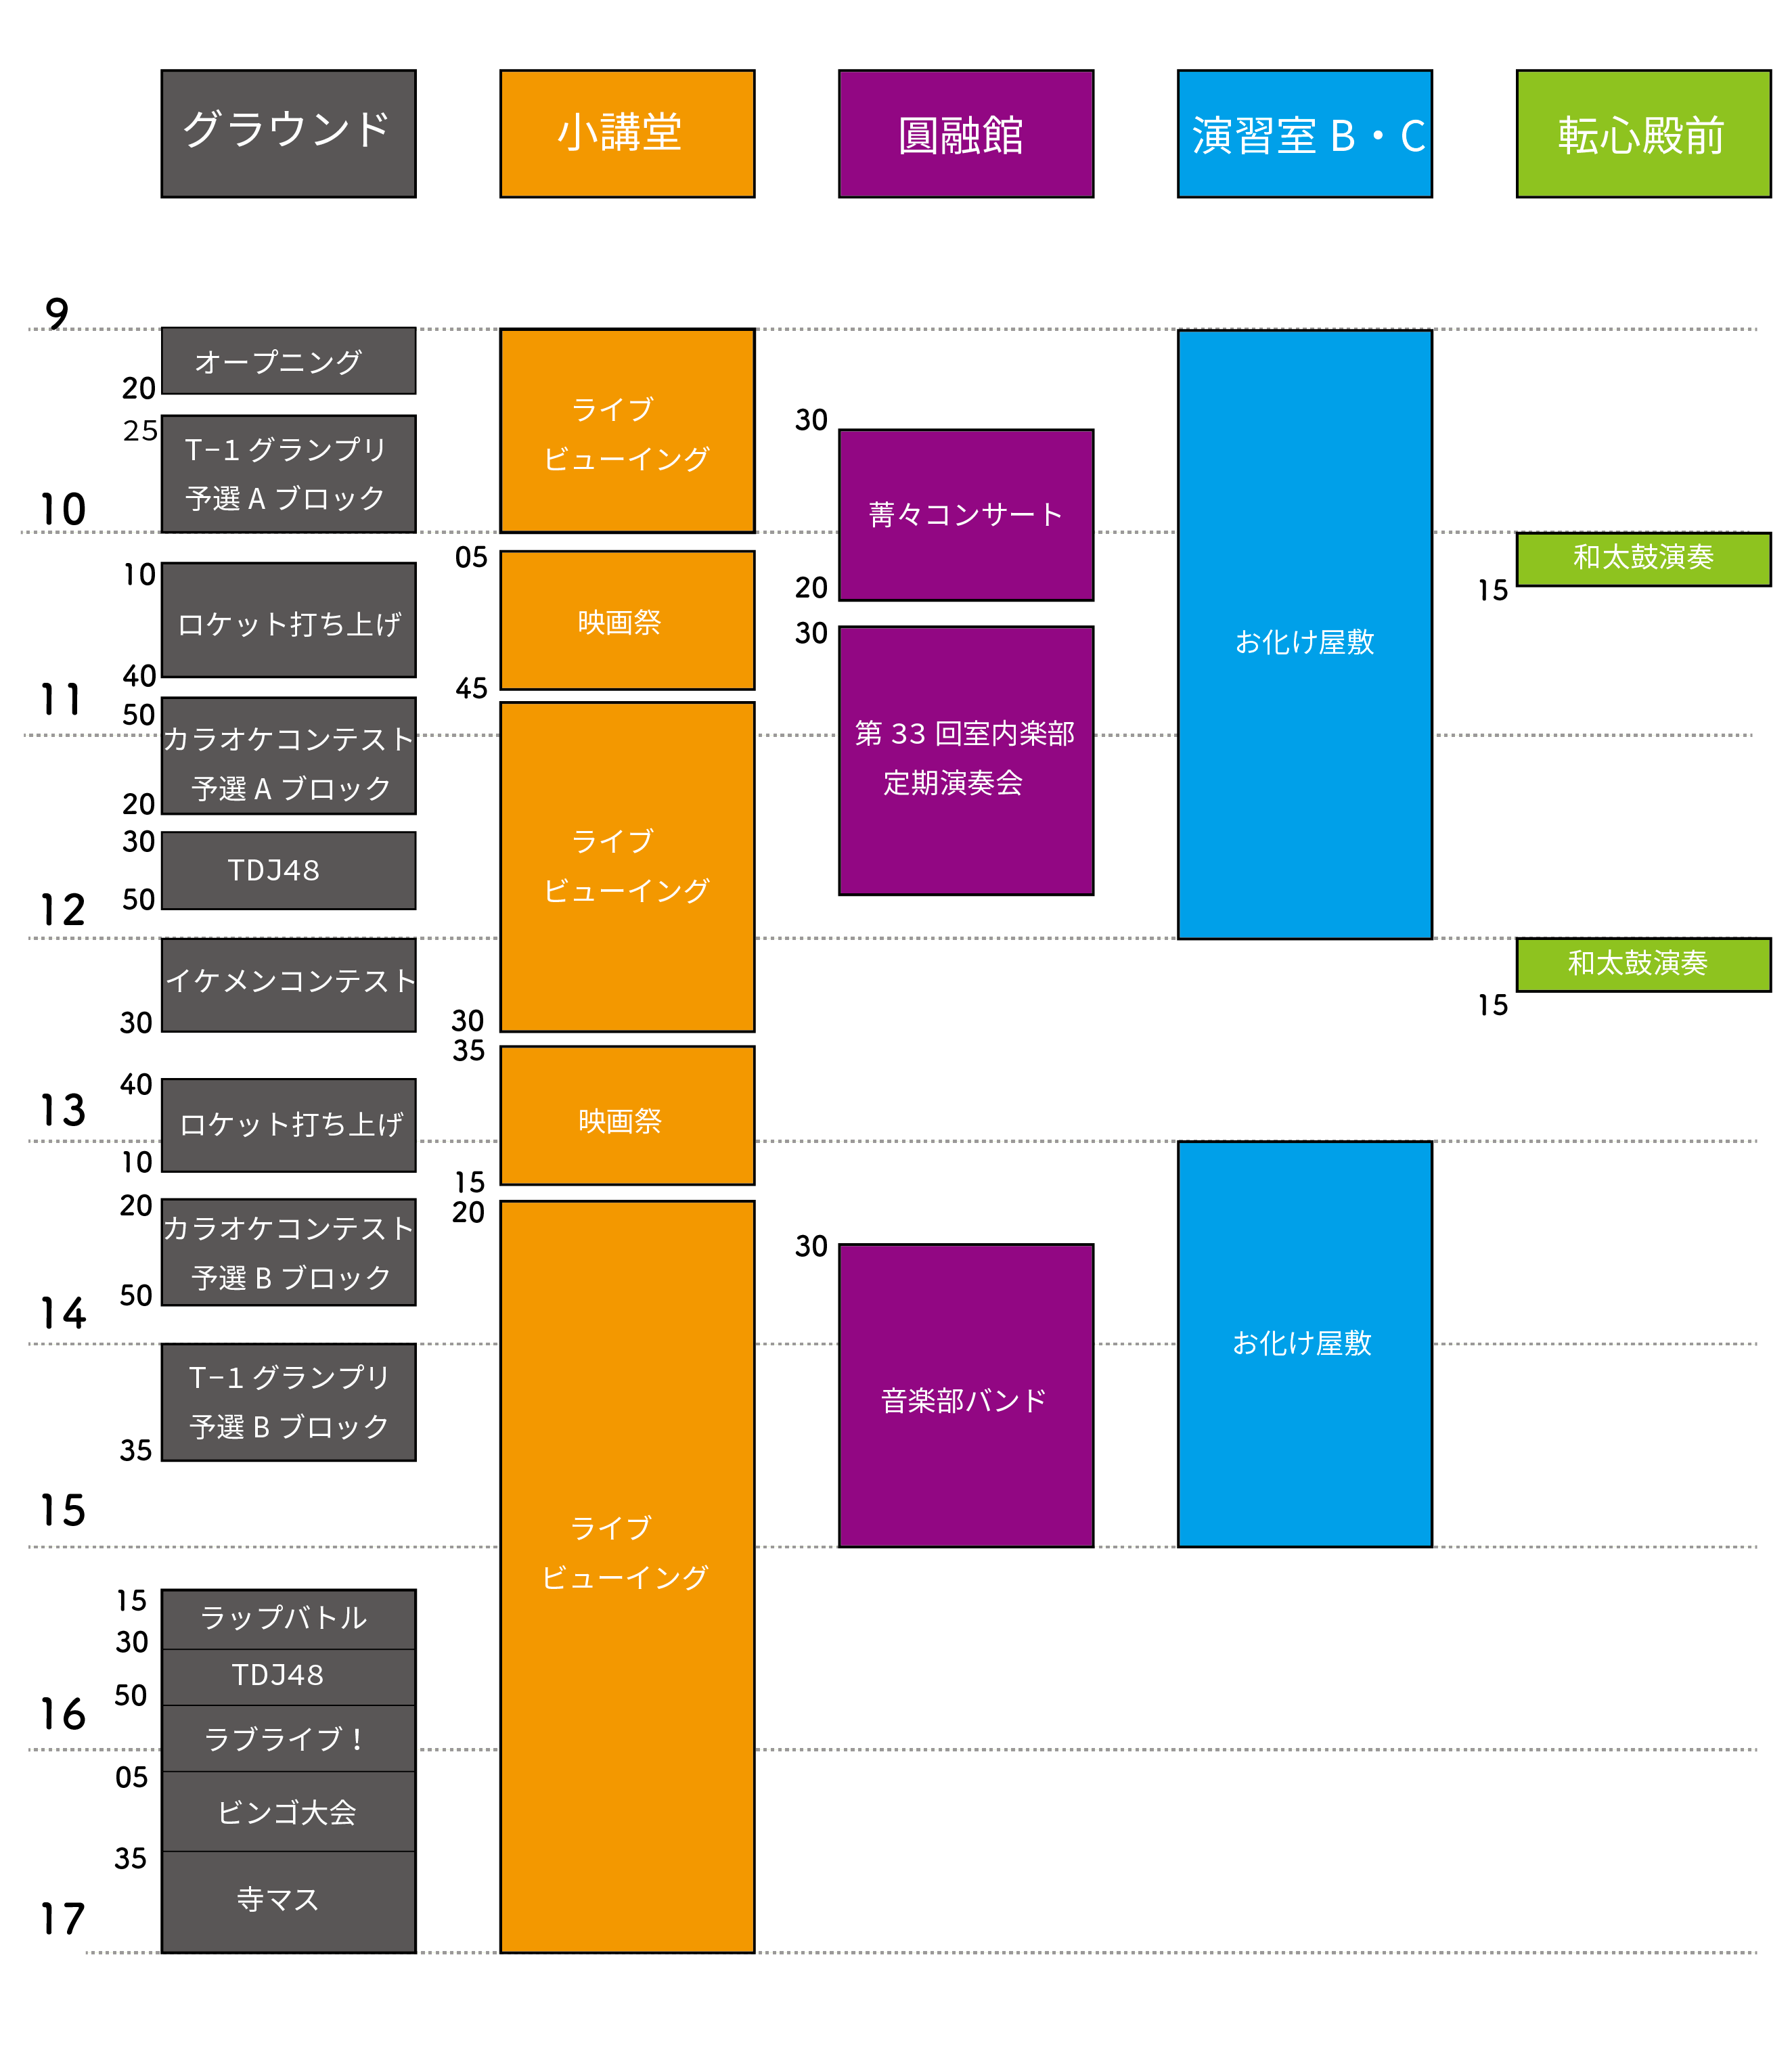 グラウンド
小講堂
圓融館
演習室 B・C
転心殿前
9
オープニング
20
25
T−1 グランプリ
予選 A ブロック
10
10
ロケット打ち上げ
40
11
50
カラオケコンテスト
予選 A ブロック
20
30
TDJ48
50
12
イケメンコンテスト
30
40
13
ロケット打ち上げ
10
20
カラオケコンテスト
予選 B ブロック
50
14
T−1 グランプリ
予選 B ブロック
35
15
15
ラップバトル
30
TDJ48
50
16
ラブライブ！
05
ビンゴ大会
35
寺マス
17
ライブ
ビューイング
05
映画祭
45
ライブ
ビューイング
30
35
映画祭
15
20
ライブ
ビューイング
30
菁々コンサート
20
30
第 33 回室内楽部
定期演奏会
30
音楽部バンド
お化け屋敷
お化け屋敷
和太鼓演奏
15
和太鼓演奏
15